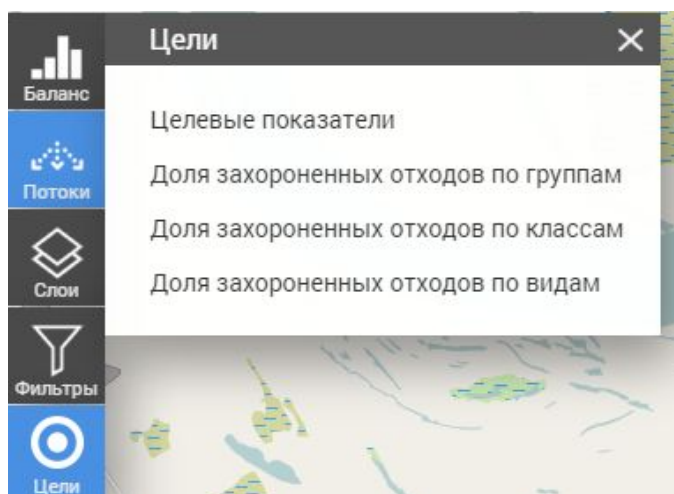 Баланс
Потоки
Слои
Фильтры
Цели
Цели
Целевые показатели
Доля захороненных отходов по группам
Доля захороненных отходов по классам
Доля захороненных отходов по видам